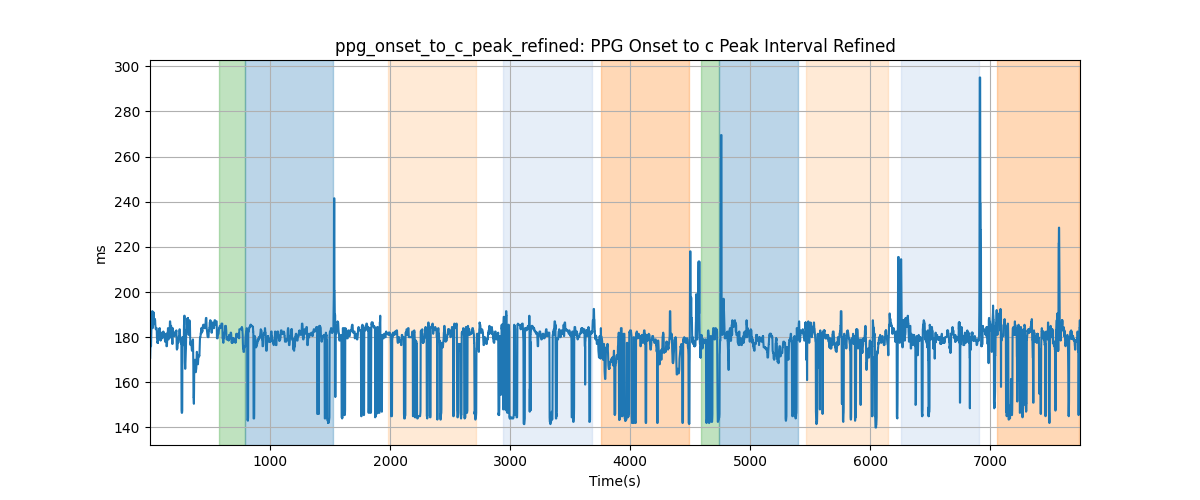 ppg_onset_to_c_peak_refined: PPG Onset to c Peak Interval Refined
300
280
260
240
220
200
180
160
140
ms
1000 2000 3000 4000 5000 6000 7000
Time(s)